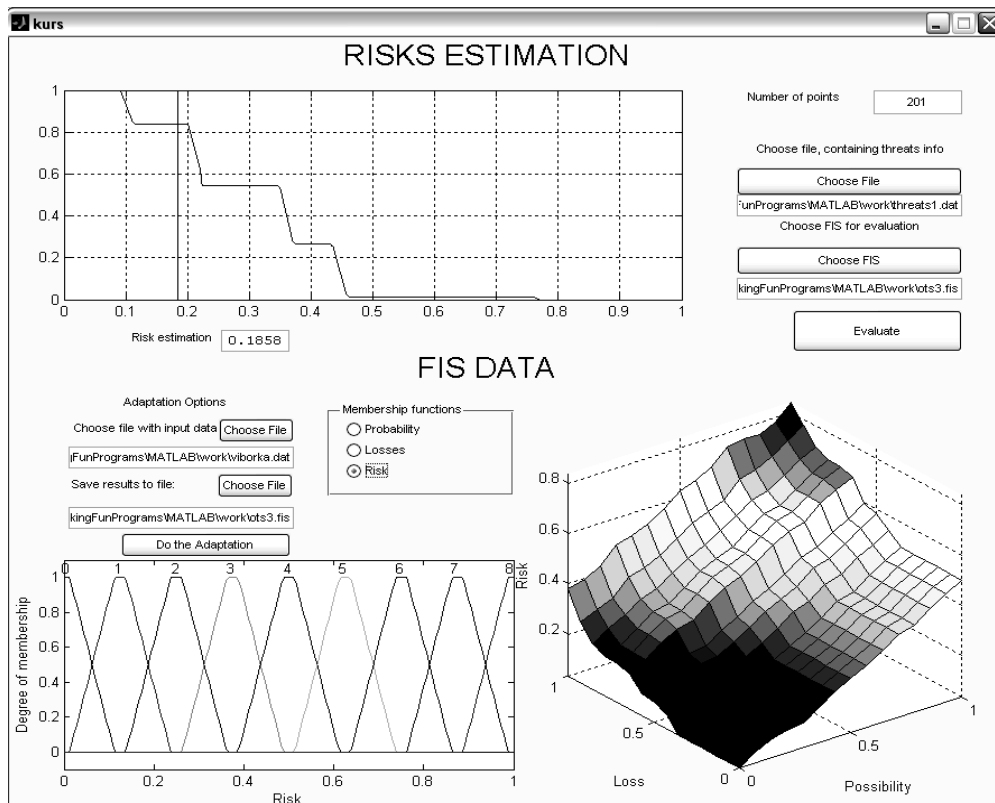 kurs
RISKS ESTIMATION
1
0.8
0.6
0.4
0.2
0
0 0.1 0.2 0.3 0.4 0.5 0.6 0.7 0.8 0.9 1
Risk estimation 0.1858
Number of points 201
Choose file, containing threats info
Choose File
FunPrograms\MATLAB\work\threats1.dat
Choose FIS for evaluation
Choose FIS
kingFunPrograms\MATLAB\work\ots3.fis
Evaluate
FIS DATA
Adaptation Options
Choose file with input data Choose File
gFunPrograms\MATLAB\work\viborka.dat
Save results to file: Choose File
kingFunPrograms\MATLAB\work\ots3.fis
Do the Adaptation
Membership functions
Probability
Losses
Risk
0 1 2 3 4 5 6 7 8
1
0.8
0.6
0.4
0.2
0
Degree of membership
0 0.2 0.4 0.6 0.8 1
Risk
Risk
0.8
0.6
0.4
0.2
1
0.5
0
Loss
0
0.5
1
Possibility